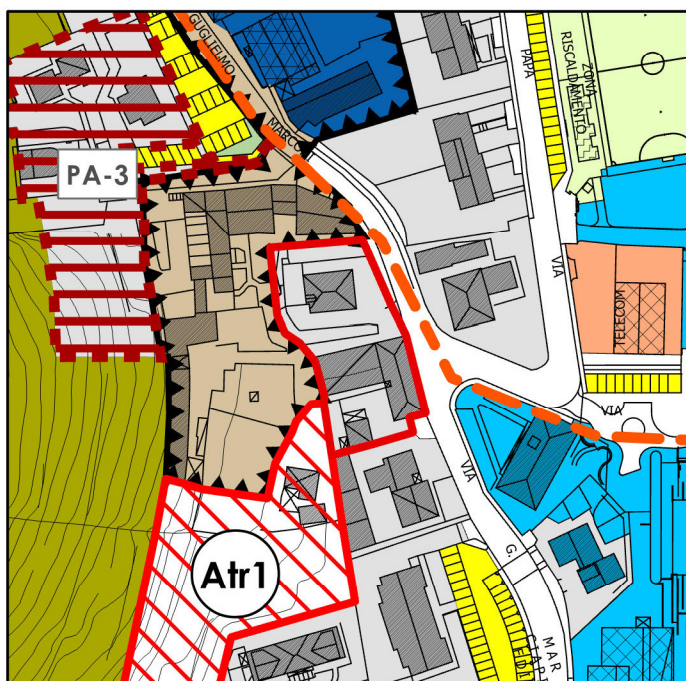 GUGLIELMO
MARCO
PAPA
ZONA
RISCALDAMENTO
PA-3
VIA
TELECOM
VIA
VIA
G.
Atr1
MAR